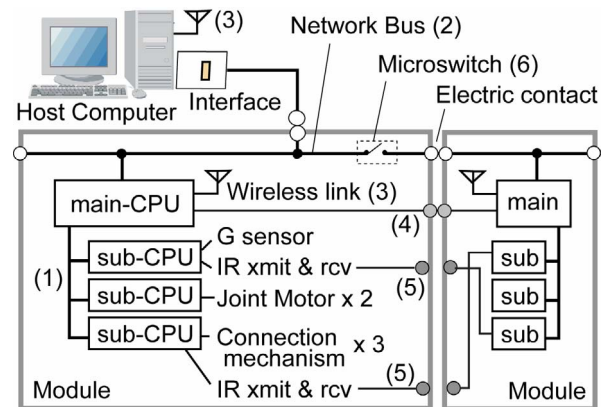 (3)
Network Bus (2)
Microswitch (6)
Host Computer
Interface
Electric contact
main-CPU
Wireless link (3)
main
(4)
(1)
sub-CPU
G sensor
IR xmit & rcv
(5)
sub-CPU
Joint Motor x 2
sub-CPU
Connection
mechanism
x 3
IR xmit & rcv
(5)
sub
sub
sub
Module
Module